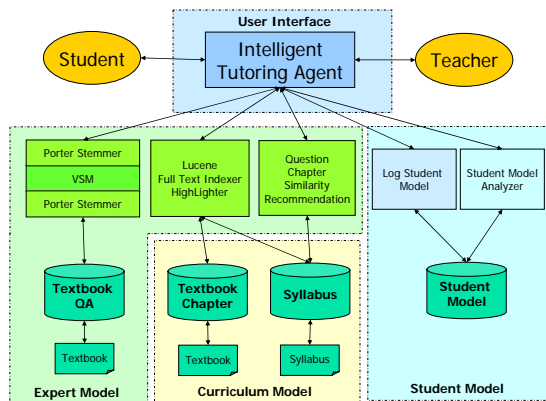 User Interface
Student
Intelligent
Tutoring Agent
Teacher
Porter Stemmer
VSM
Porter Stemmer
Lucene
Full Text Indexer
HighLighter
Question
Chapter
Similarity
Recommendation
Log Student
Model
Student Model
Analyzer
Textbook
QA
Textbook
Chapter
Syllabus
Student
Model
Textbook
Textbook
Syllabus
Expert Model
Curriculum Model
Student Model